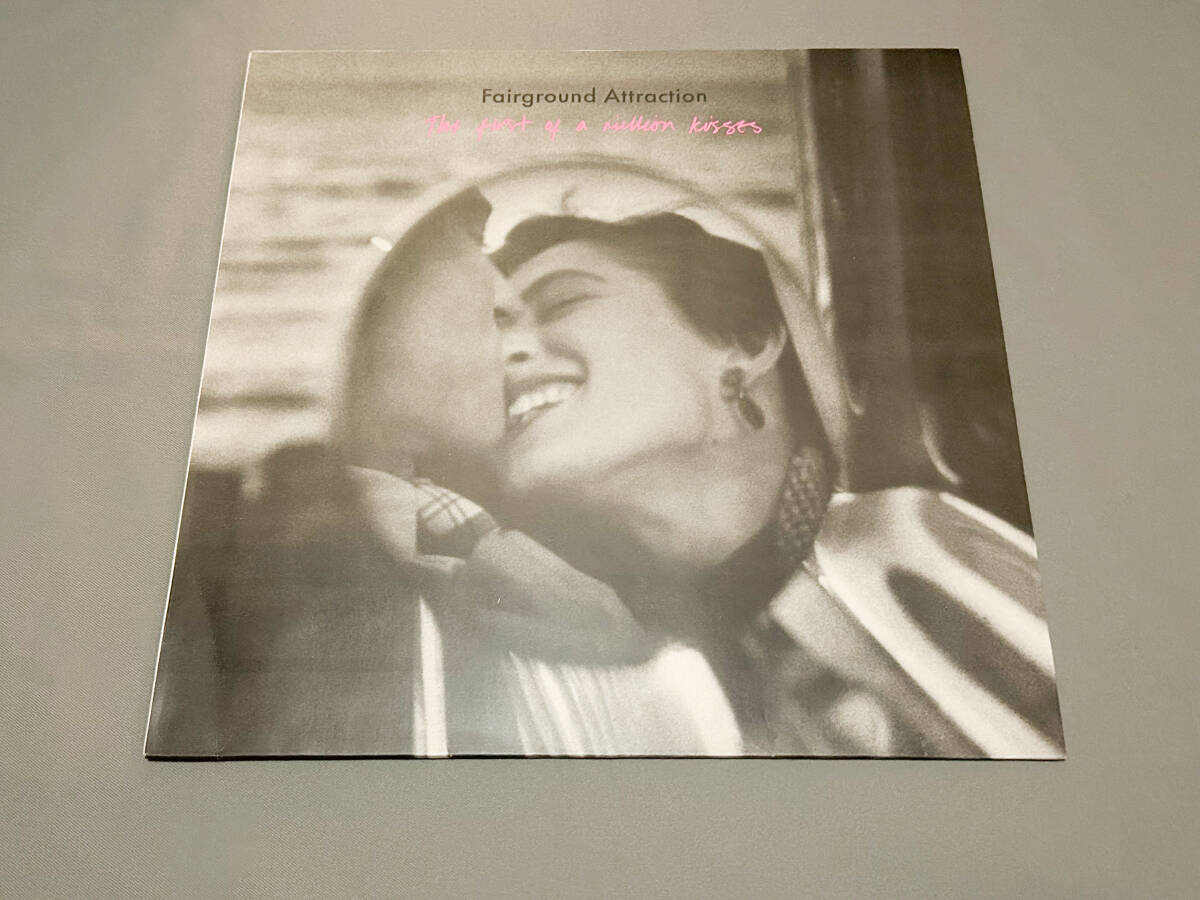 Fairground Attraction
The first of a million kisses